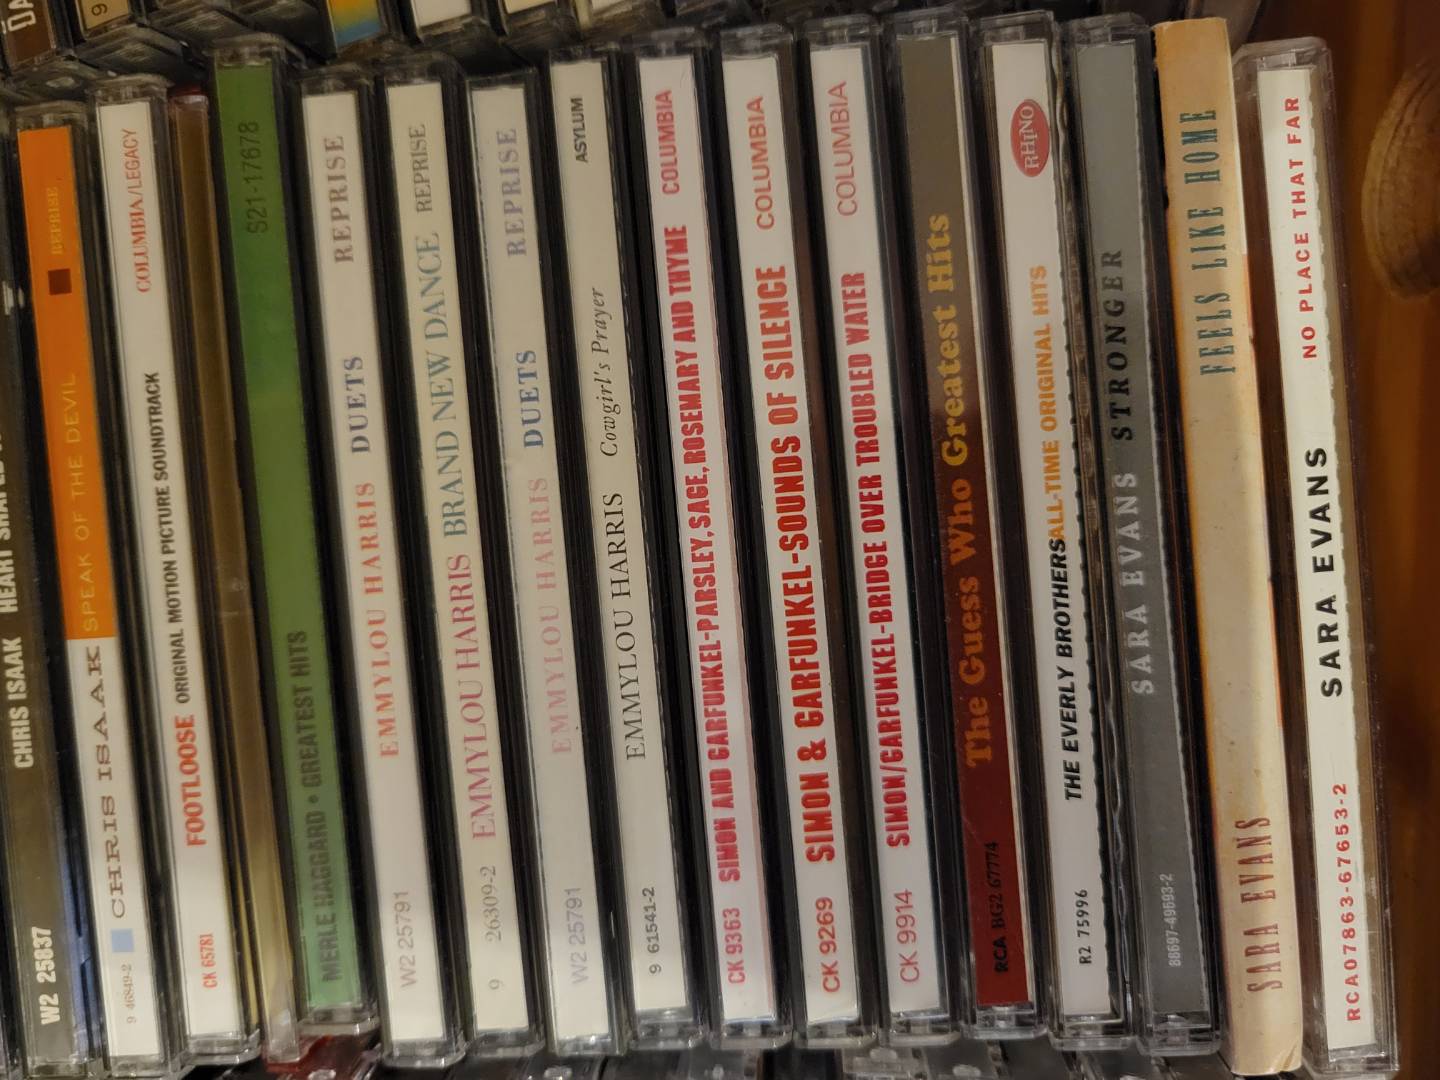 W2 25837 CHRIS ISAAK
9 46849-2 CHRIS ISAAK SPEAK OF THE DEVIL REPRISE
CK 65781 FOOTLOOSE ORIGINAL MOTION PICTURE SOUNDTRACK COLUMBIA/LEGACY
MERLE HAGGARD • GREATEST HITS S21-17678
W2 25791 EMMYLOU HARRIS DUETS REPRISE
9 26309-2 EMMYLOU HARRIS BRAND NEW DANCE REPRISE
W2 25791 EMMYLOU HARRIS DUETS REPRISE
9 61541-2 EMMYLOU HARRIS Cowgirl's Prayer ASYLUM
CK 9363 SIMON AND GARFUNKEL-PARSLEY, SAGE, ROSEMARY AND THYME COLUMBIA
CK 9269 SIMON & GARFUNKEL-SOUNDS OF SILENCE COLUMBIA
CK 9914 SIMON/GARFUNKEL-BRIDGE OVER TROUBLED WATER COLUMBIA
RCA BG2 67774 The Guess Who Greatest Hits
R2 75996 THE EVERLY BROTHERS ALL-TIME ORIGINAL HITS RHINO
88697-49693-2 SARA EVANS STRONGER
SARA EVANS FEELS LIKE HOME
RCA07863-67653-2 SARA EVANS NO PLACE THAT FAR